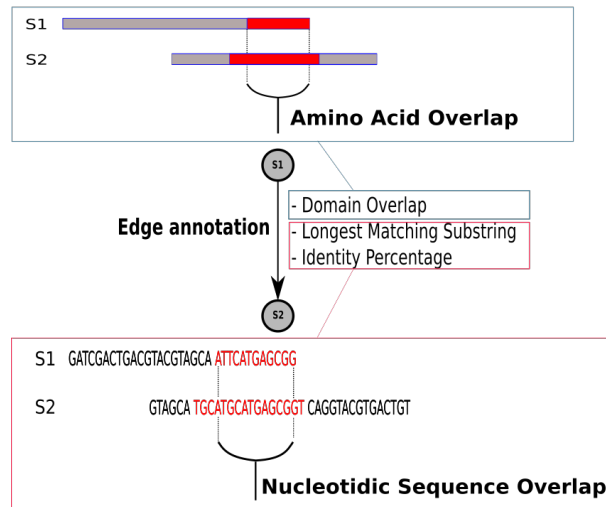 S1
S2
Amino Acid Overlap
S1
- Domain Overlap
Edge annotation
- Longest Matching Substring
- Identity Percentage
S2
S1 GATCGACTGACGTACGTAGCA ATTCATGAGCGG
S2 GTAGCA TGCATGCATGAGCGGT CAGGTACGTGACTGT
Nucleotidic Sequence Overlap